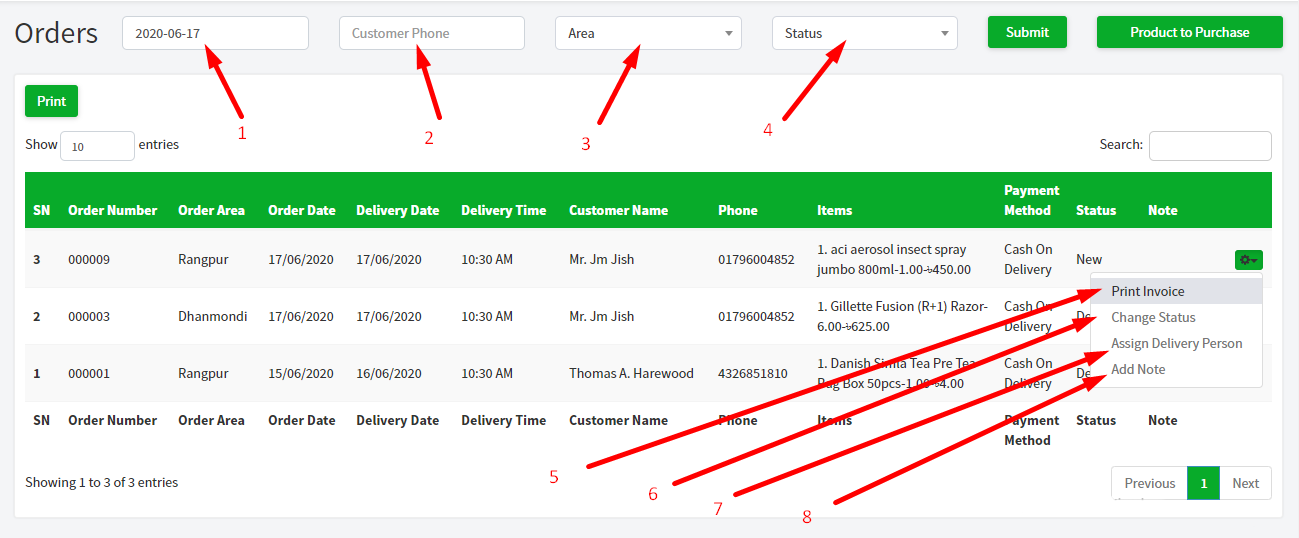 Orders 2020-06-17 Customer Phone Area Status Submit Product to Purchase
1 2 3 4
Print
Show 10 entries Search:
SN Order Number Order Area Order Date Delivery Date Delivery Time Customer Name Phone Items Payment Method Status Note
3 000009 Rangpur 17/06/2020 17/06/2020 10:30 AM Mr. Jm Jish 01796004852 1. aci aerosol insect spray jumbo 800ml-1.00-৳450.00 Cash On Delivery New
Print Invoice
Change Status
Assign Delivery Person
Add Note
2 000003 Dhanmondi 17/06/2020 17/06/2020 10:30 AM Mr. Jm Jish 01796004852 1. Gillette Fusion (R+1) Razor-6.00-৳625.00 Cash On Delivery De
1 000001 Rangpur 15/06/2020 16/06/2020 10:30 AM Thomas A. Harewood 4326851810 1. Danish Simla Tea Pre Tea Bag Box 50pcs-1.00-৳4.00 Cash On Delivery De
SN Order Number Order Area Order Date Delivery Date Delivery Time Customer Name Phone Items Payment Method Status Note
5 6 7 8
Showing 1 to 3 of 3 entries Previous 1 Next